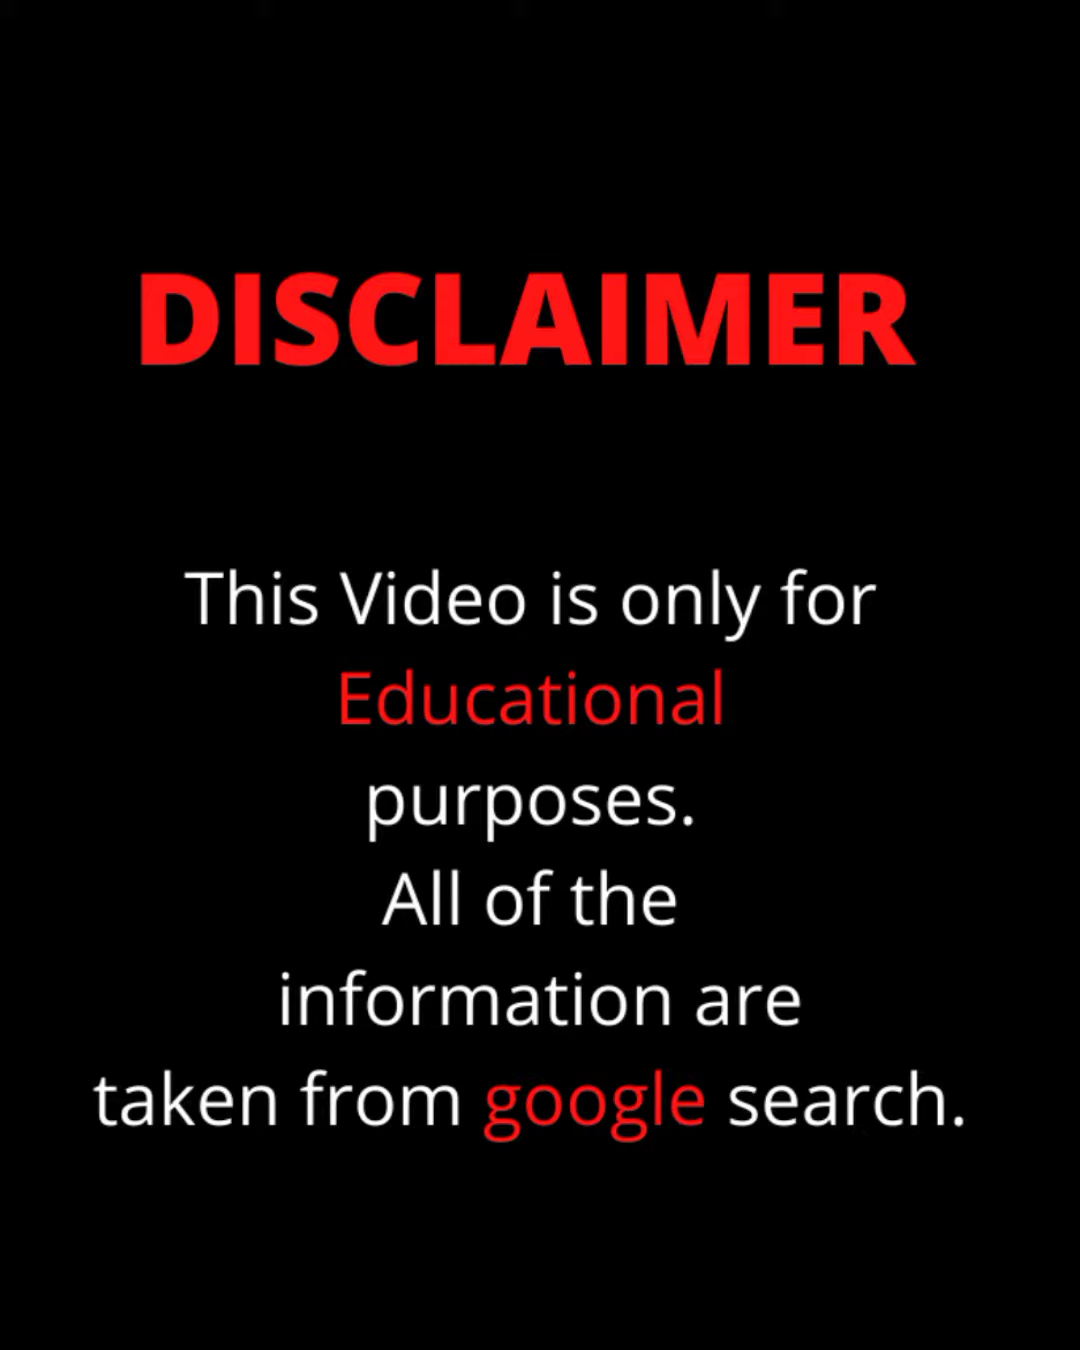 DISCLAIMER
This Video is only for
Educational
purposes.
All of the
information are
taken from google search.